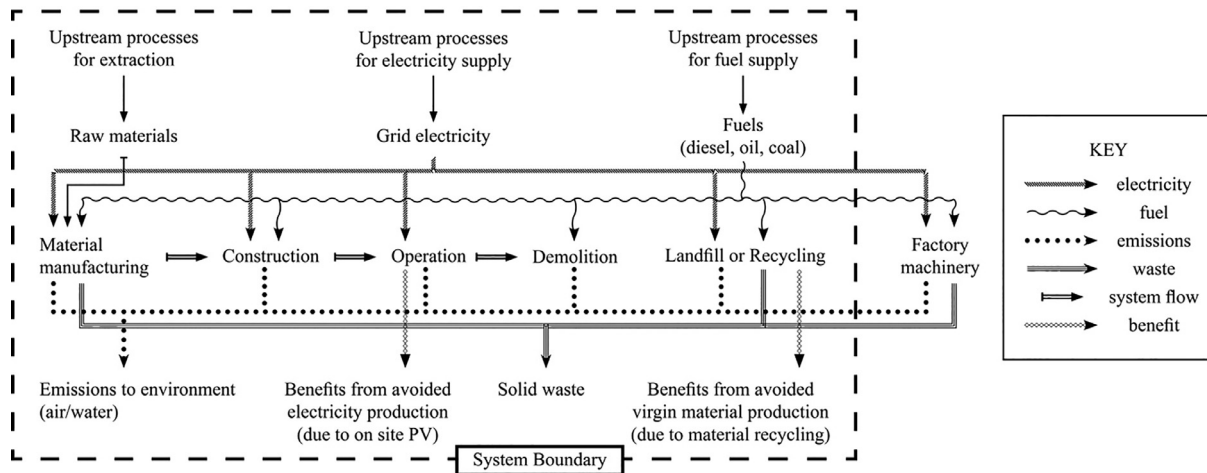 Upstream processes
for extraction
Upstream processes
for electricity supply
Upstream processes
for fuel supply
Raw materials
Grid electricity
Fuels
(diesel, oil, coal)
Material
manufacturing
Construction
Operation
Demolition
Landfill or Recycling
Factory
machinery
Emissions to environment
(air/water)
Benefits from avoided
electricity production
(due to on site PV)
Solid waste
Benefits from avoided
virgin material production
(due to material recycling)
System Boundary
KEY
electricity
fuel
emissions
waste
system flow
benefit